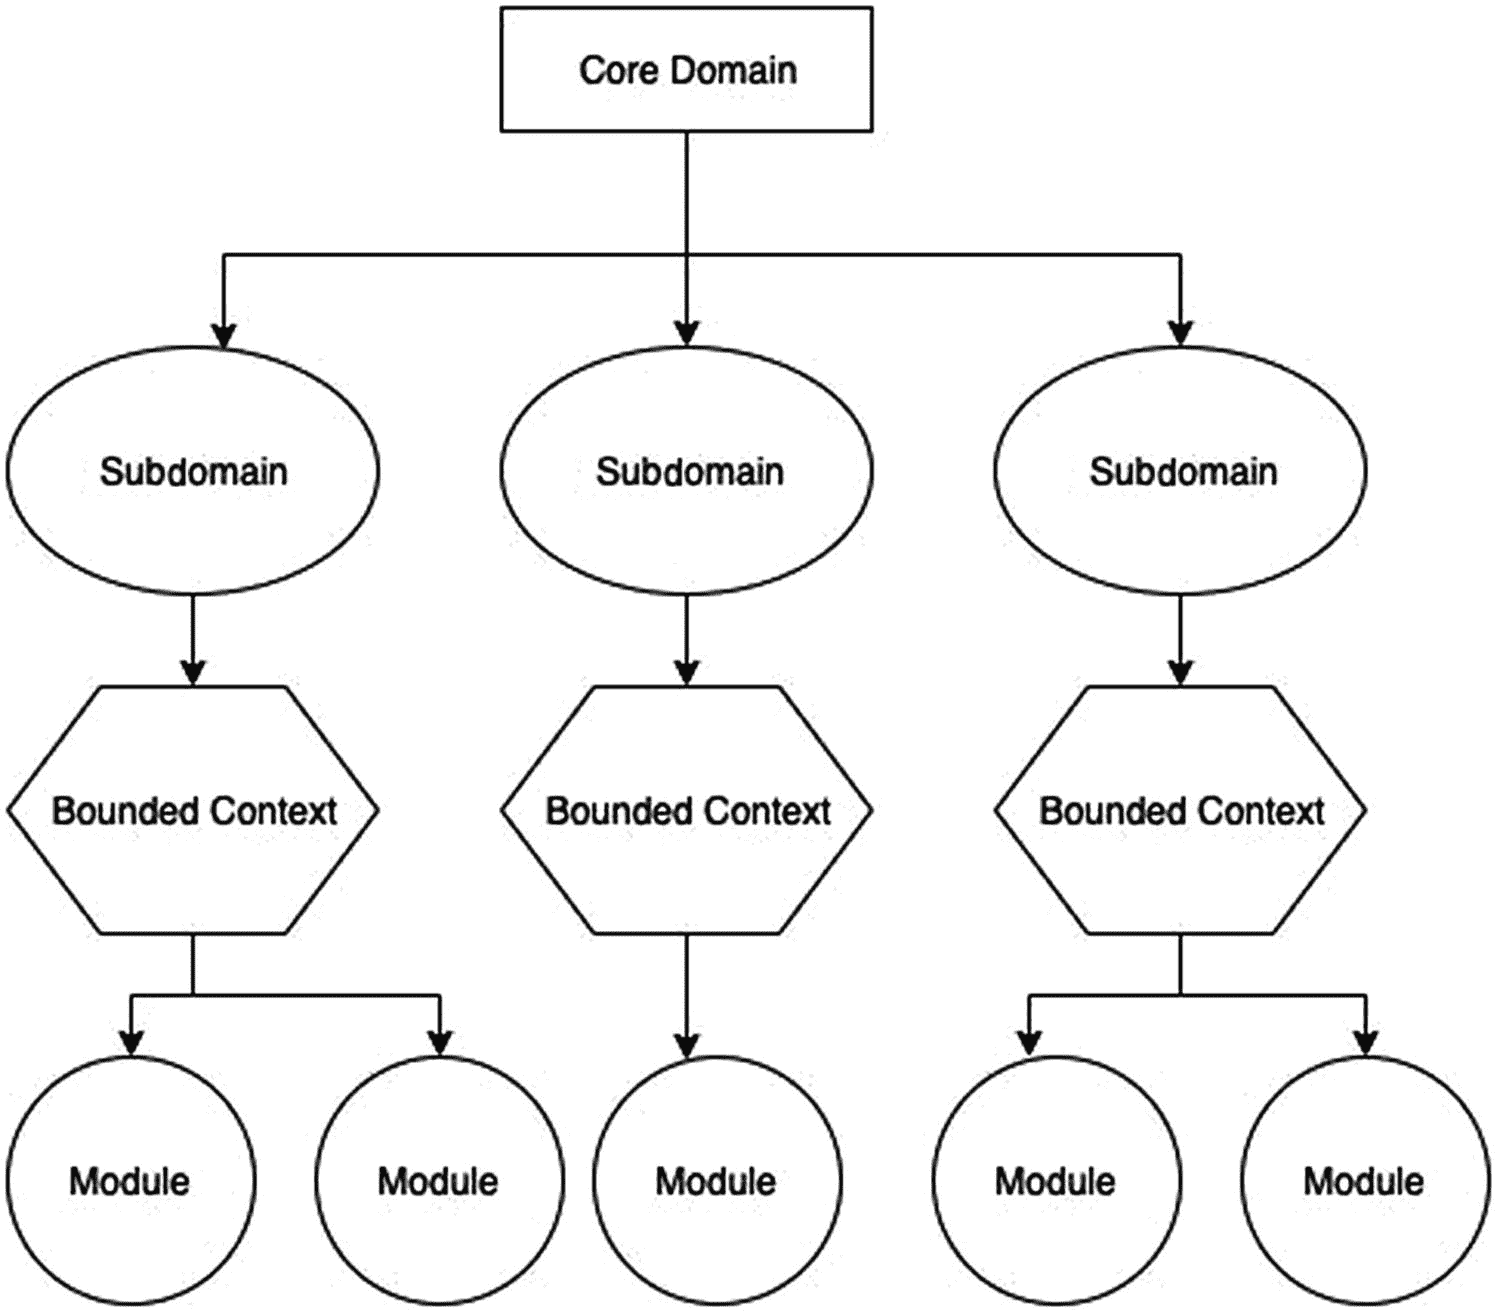 Core Domain
Subdomain
Subdomain
Subdomain
Bounded Context
Bounded Context
Bounded Context
Module
Module
Module
Module
Module